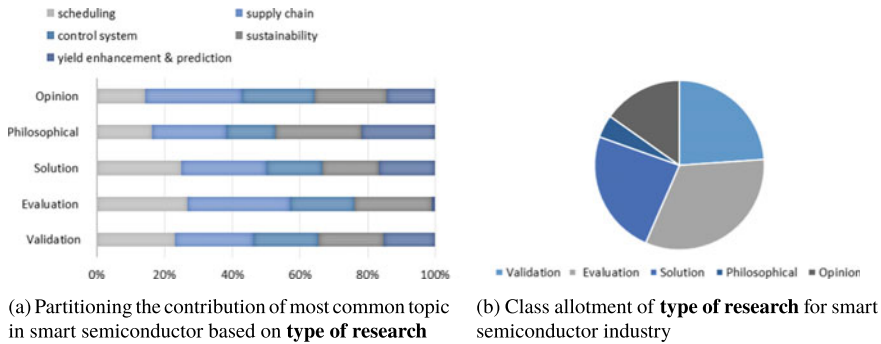 scheduling supply chain
control system sustainability
yield enhancement & prediction
Opinion
Philosophical
Solution
Evaluation
Validation
0% 20% 40% 60% 80% 100%
Validation Evaluation Solution Philosophical Opinion
(a) Partitioning the contribution of most common topic
in smart semiconductor based on type of research
(b) Class allotment of type of research for smart
semiconductor industry